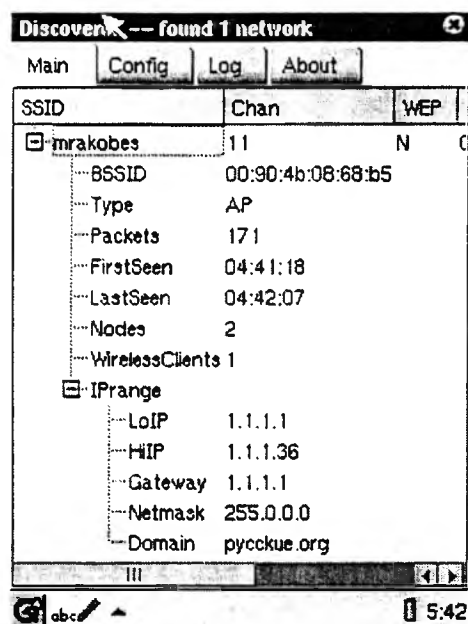 -- found 1 network
Main Config Log About
SSID Chan WEP
mrakobes 11 N
BSSID 00:90:4b:08:68:b5
Type AP
Packets 171
FirstSeen 04:41:18
LastSeen 04:42:07
Nodes 2
WirelessClients 1
IPrange
LoIP 1.1.1.1
HiIP 1.1.1.36
Gateway 1.1.1.1
Netmask 255.0.0.0
Domain pycckue.org
abc 5:42